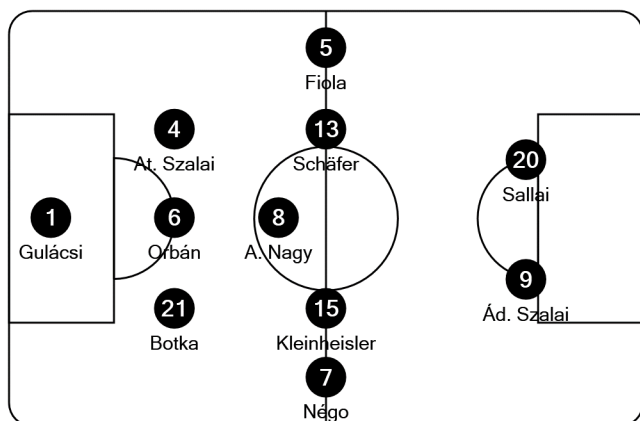 5
Fiola
4
At. Szalai
13
Schäfer
20
Sallai
1
Gulácsi
6
Orbán
8
A. Nagy
9
Ád. Szalai
21
Botka
15
Kleinheisler
7
Négo